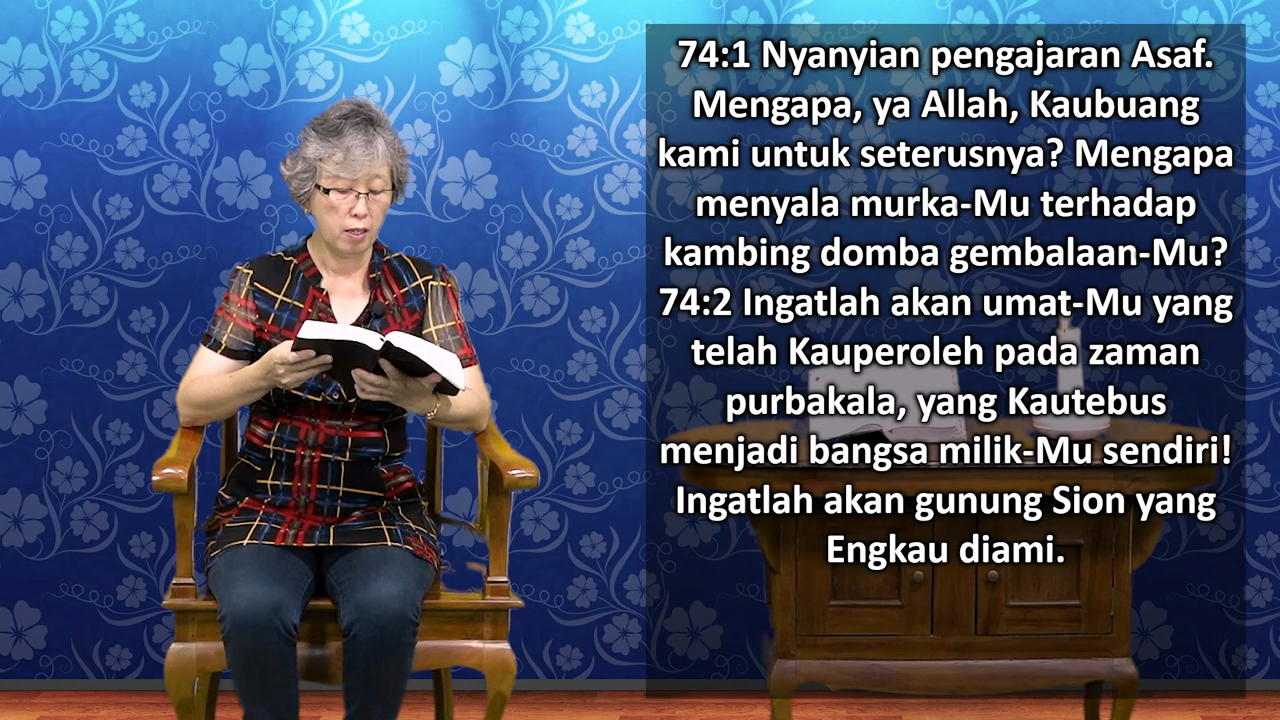 74:1 Nyanyian pengajaran Asaf.
Mengapa, ya Allah, Kaubuang
kami untuk seterusnya? Mengapa
menyala murka-Mu terhadap
kambing domba gembalaan-Mu?
74:2 Ingatlah akan umat-Mu yang
telah Kauperoleh pada zaman
purbakala, yang Kautebus
menjadi bangsa milik-Mu sendiri!
Ingatlah akan gunung Sion yang
Engkau diami.